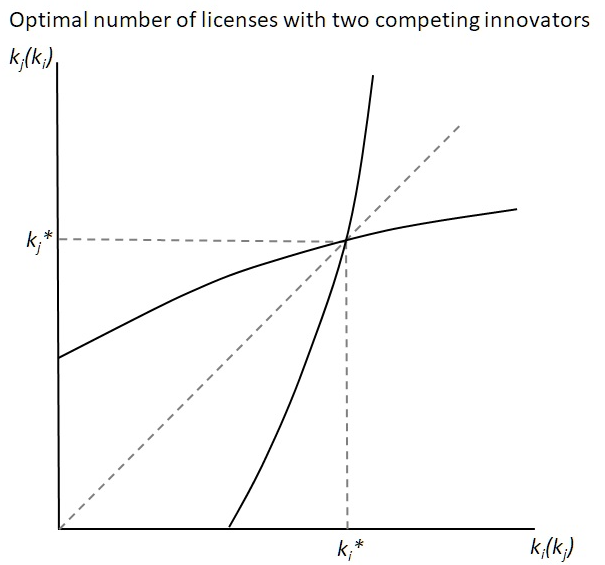 Optimal number of licenses with two competing innovators
kⱼ(kᵢ)
kⱼ*
kᵢ*
kᵢ(kⱼ)